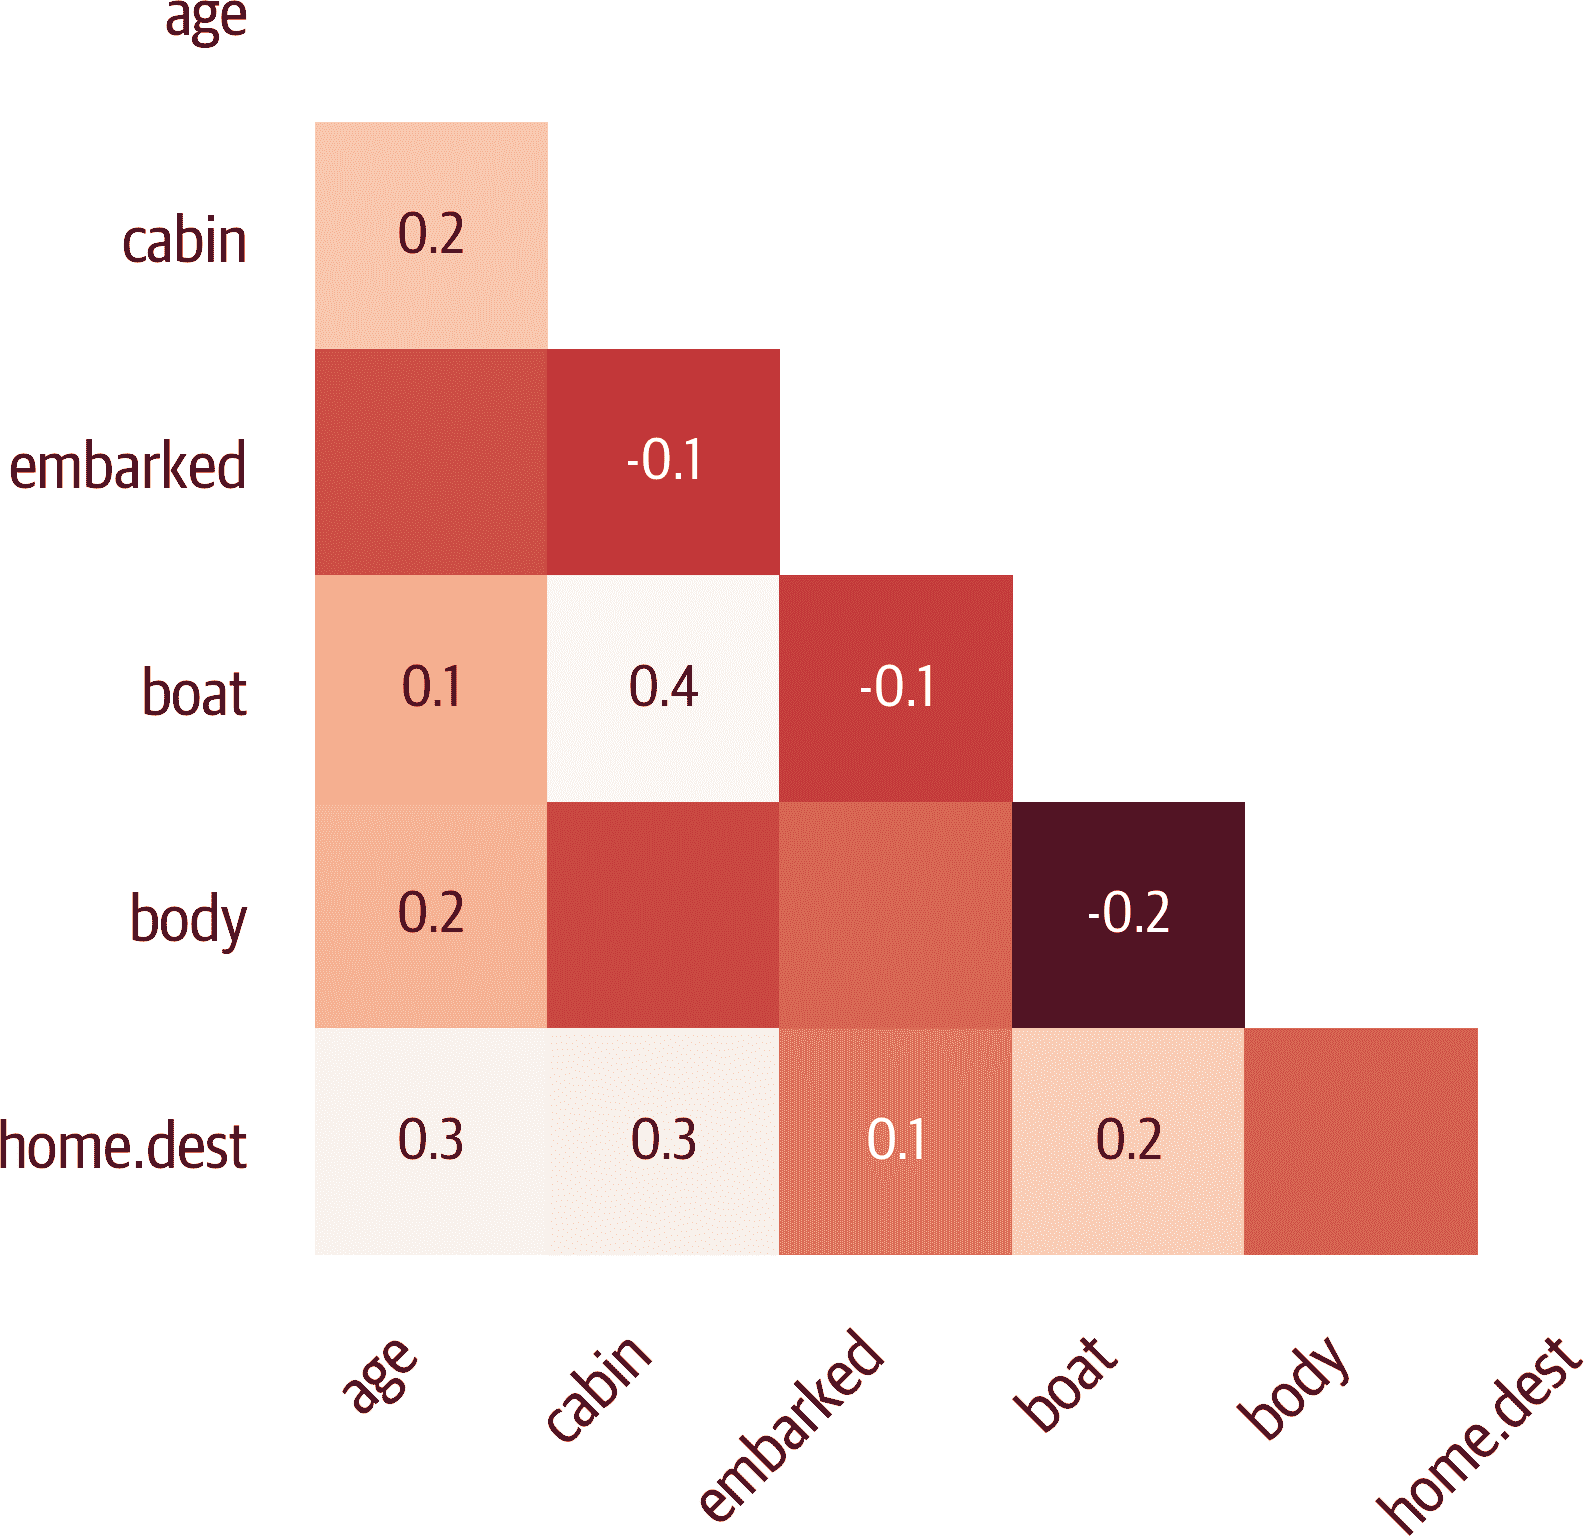 age
cabin 0.2
embarked -0.1
boat 0.1 0.4 -0.1
body 0.2 -0.2
home.dest 0.3 0.3 0.1 0.2
age cabin embarked boat body home.dest